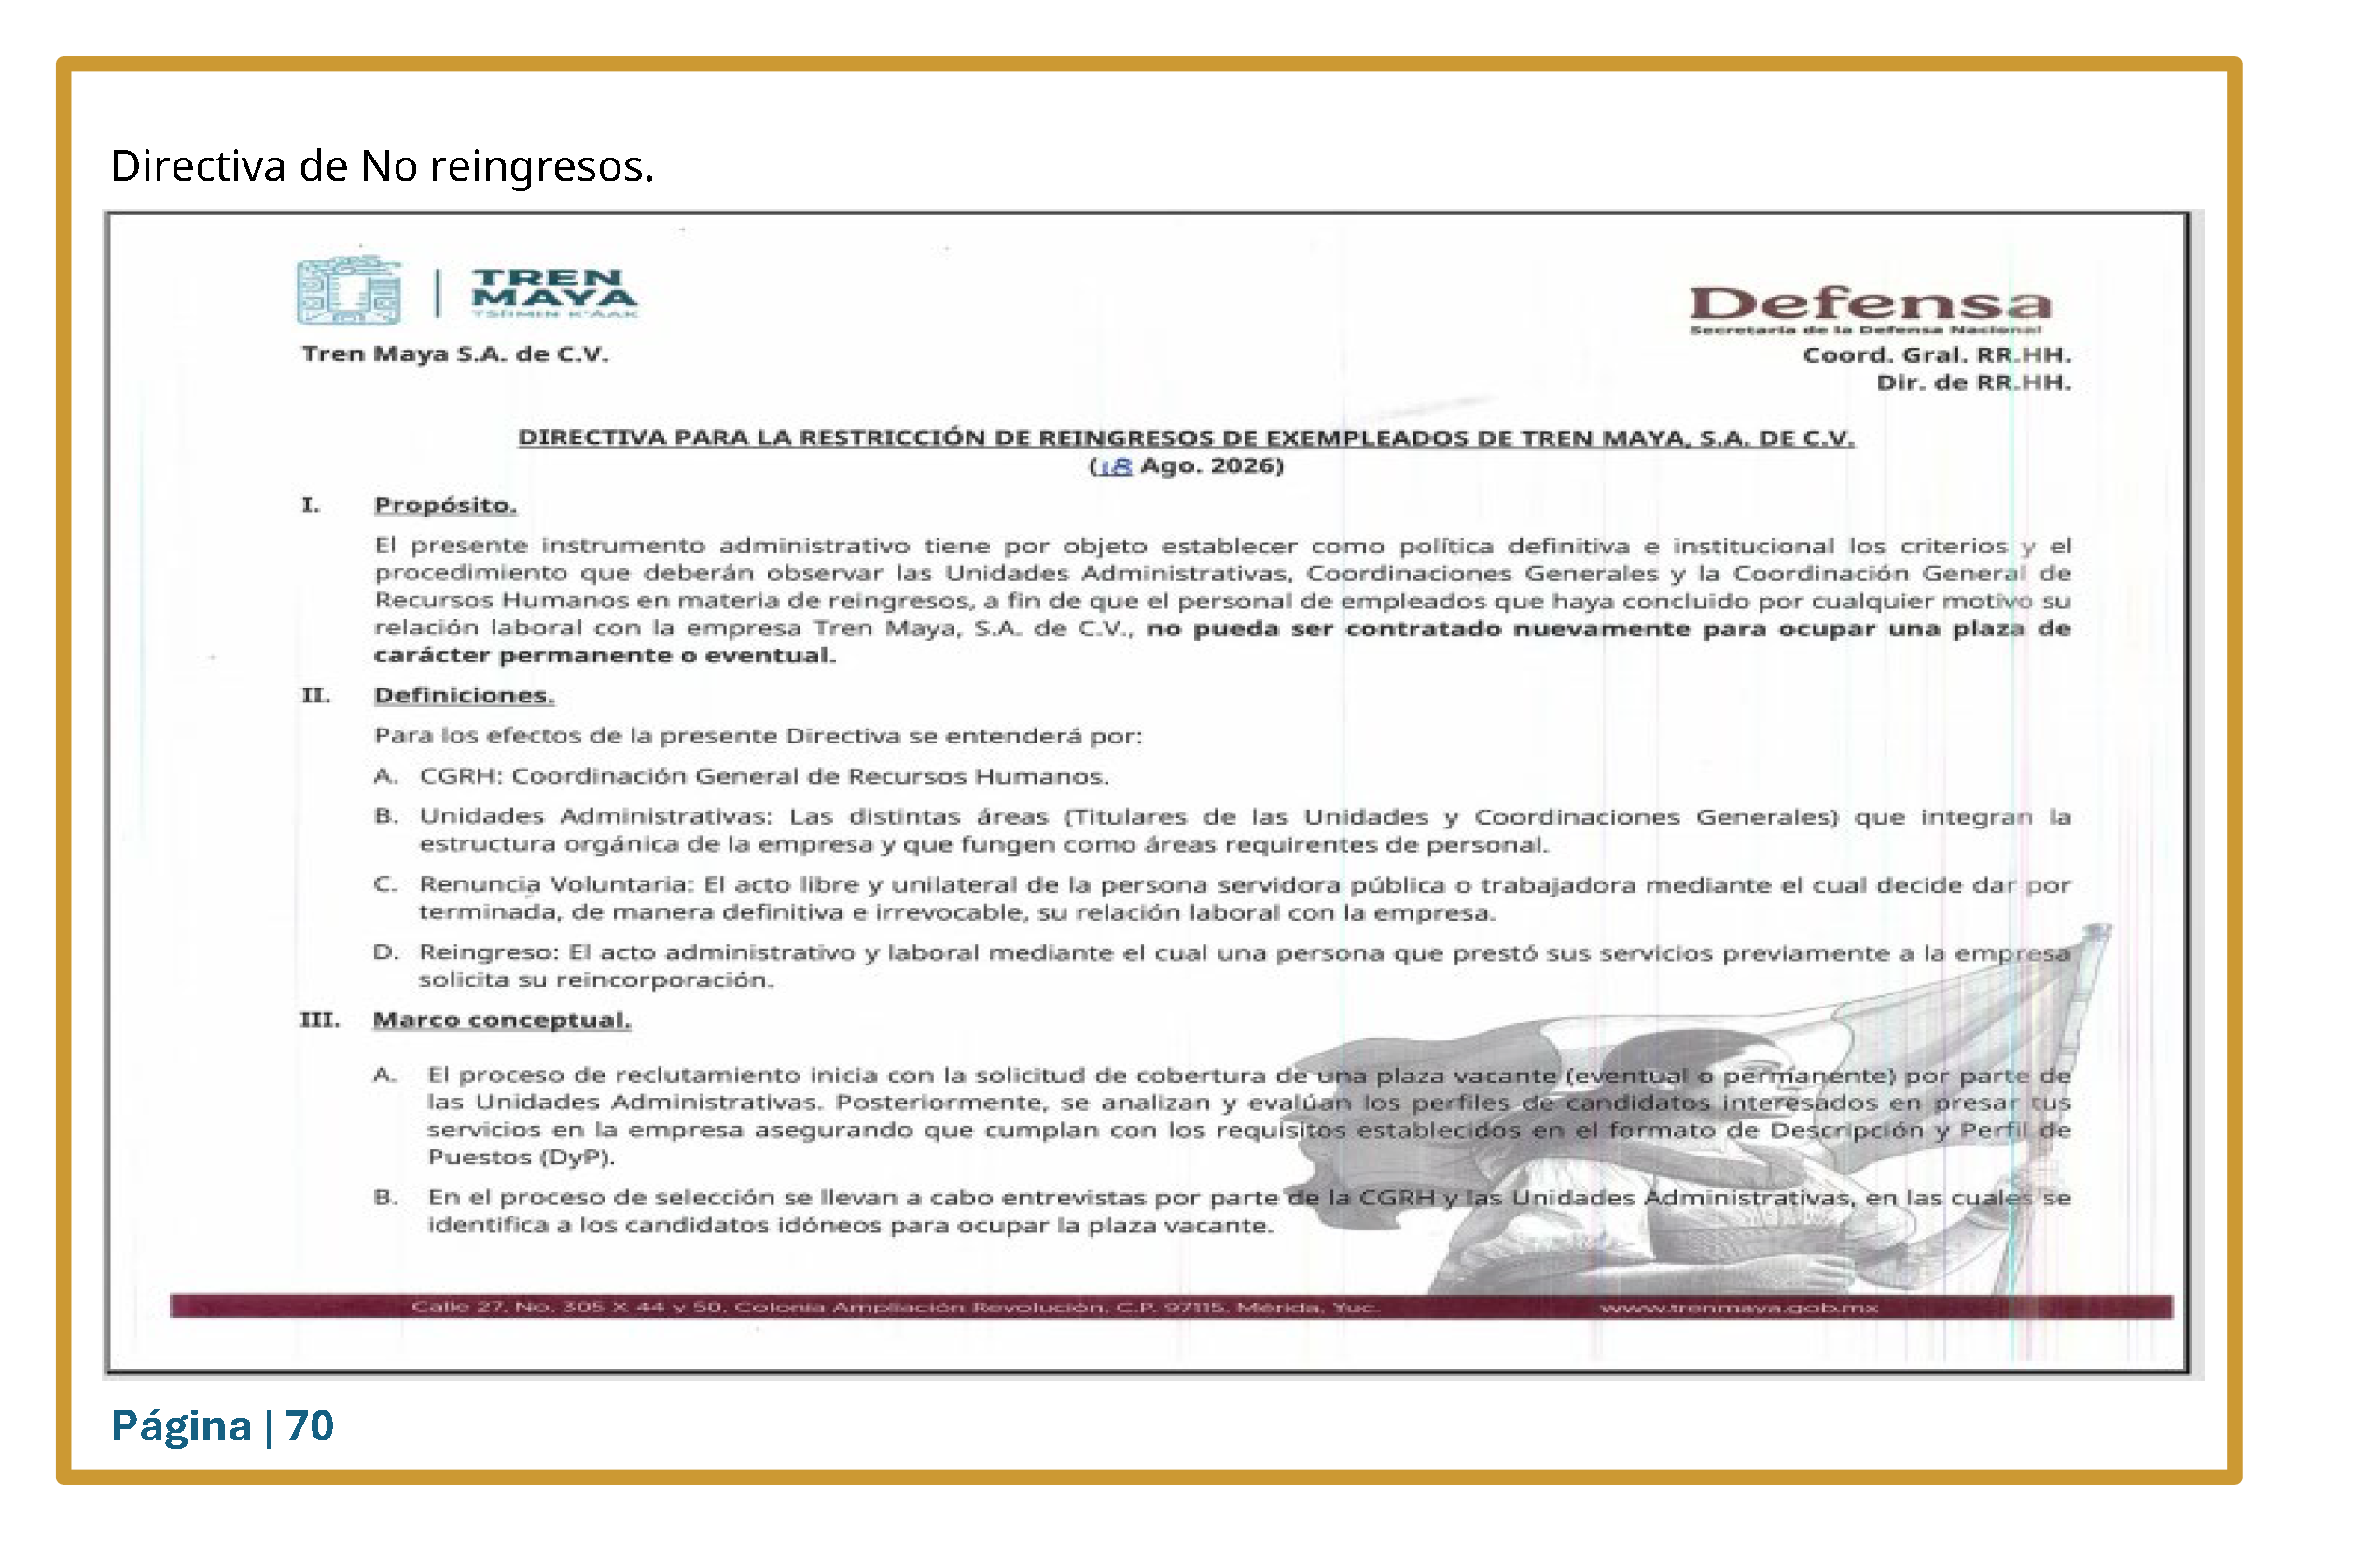 Directiva de No reingresos.
TREN
MAYA
TSÍIMIN K'ÁAK
Defensa
Secretaría de la Defensa Nacional
Tren Maya S.A. de C.V.
Coord. Gral. RR.HH.
Dir. de RR.HH.
DIRECTIVA PARA LA RESTRICCIÓN DE REINGRESOS DE EXEMPLEADOS DE TREN MAYA, S.A. DE C.V.
(18 Ago. 2026)
I. Propósito.
El presente instrumento administrativo tiene por objeto establecer como política definitiva e institucional los criterios y el
procedimiento que deberán observar las Unidades Administrativas, Coordinaciones Generales y la Coordinación General de
Recursos Humanos en materia de reingresos, a fin de que el personal de empleados que haya concluido por cualquier motivo su
relación laboral con la empresa Tren Maya, S.A. de C.V., no pueda ser contratado nuevamente para ocupar una plaza de
carácter permanente o eventual.
II. Definiciones.
Para los efectos de la presente Directiva se entenderá por:
A. CGRH: Coordinación General de Recursos Humanos.
B. Unidades Administrativas: Las distintas áreas (Titulares de las Unidades y Coordinaciones Generales) que integran la
estructura orgánica de la empresa y que fungen como áreas requirentes de personal.
C. Renuncia Voluntaria: El acto libre y unilateral de la persona servidora pública o trabajadora mediante el cual decide dar por
terminada, de manera definitiva e irrevocable, su relación laboral con la empresa.
D. Reingreso: El acto administrativo y laboral mediante el cual una persona que prestó sus servicios previamente a la empresa
solicita su reincorporación.
III. Marco conceptual.
A. El proceso de reclutamiento inicia con la solicitud de cobertura de una plaza vacante (eventual o permanente) por parte de
las Unidades Administrativas. Posteriormente, se analizan y evalúan los perfiles de candidatos interesados en presar tus
servicios en la empresa asegurando que cumplan con los requisitos establecidos en el formato de Descripción y Perfil de
Puestos (DyP).
B. En el proceso de selección se llevan a cabo entrevistas por parte de la CGRH y las Unidades Administrativas, en las cuales se
identifica a los candidatos idóneos para ocupar la plaza vacante.
Calle 27, No. 305 X 44 y 50, Colonia Ampliación Revolución, C.P. 97115, Mérida, Yuc.
www.trenmaya.gob.mx
Página | 70